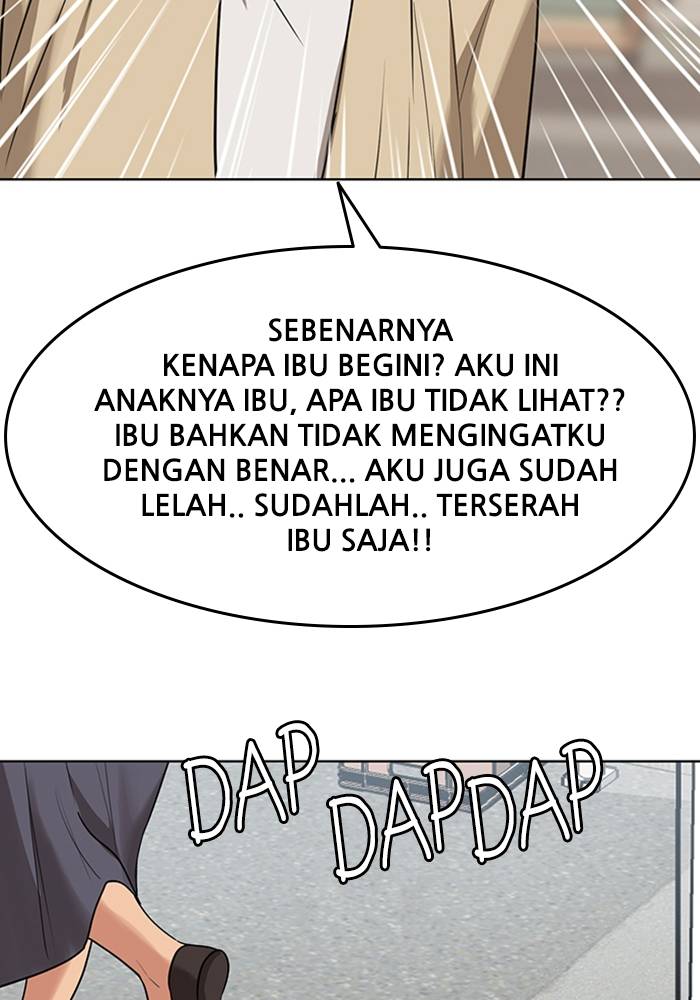 SEBENARNYA
KENAPA IBU BEGINI? AKU INI
ANAKNYA IBU, APA IBU TIDAK LIHAT??
IBU BAHKAN TIDAK MENGINGATKU
DENGAN BENAR... AKU JUGA SUDAH
LELAH.. SUDAHLAH.. TERSERAH
IBU SAJA!!
DAP
DAPDAP